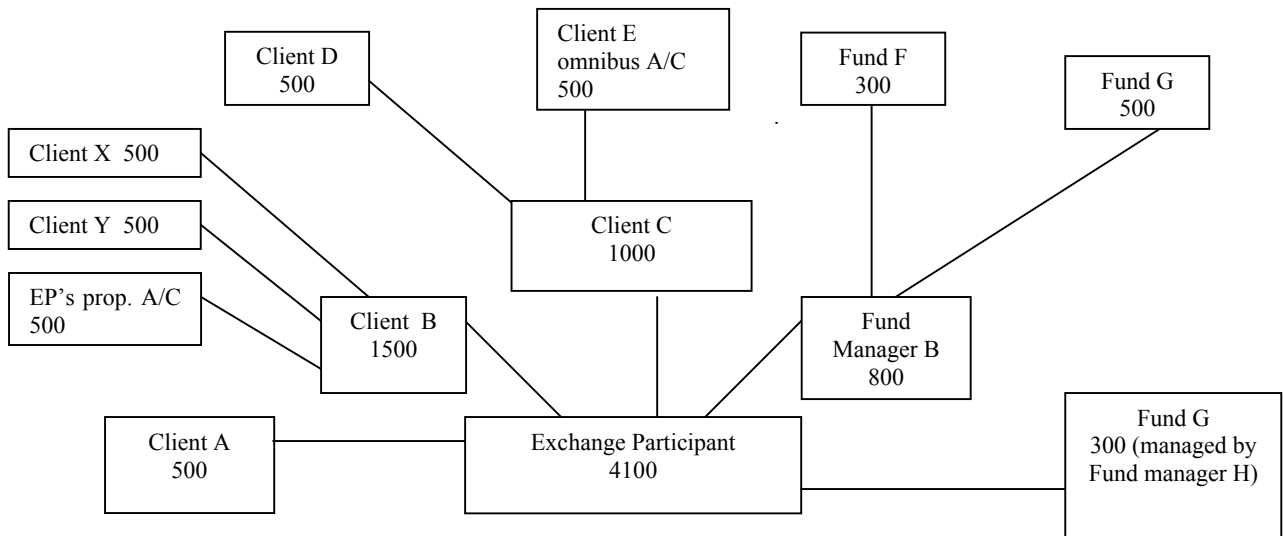 Client D
500
Client E
omnibus A/C
500
Fund F
300
Fund G
500
Client X 500
Client Y 500
EP's prop. A/C
500
Client B
1500
Client C
1000
Fund
Manager B
800
Client A
500
Exchange Participant
4100
Fund G
300 (managed by
Fund manager H)